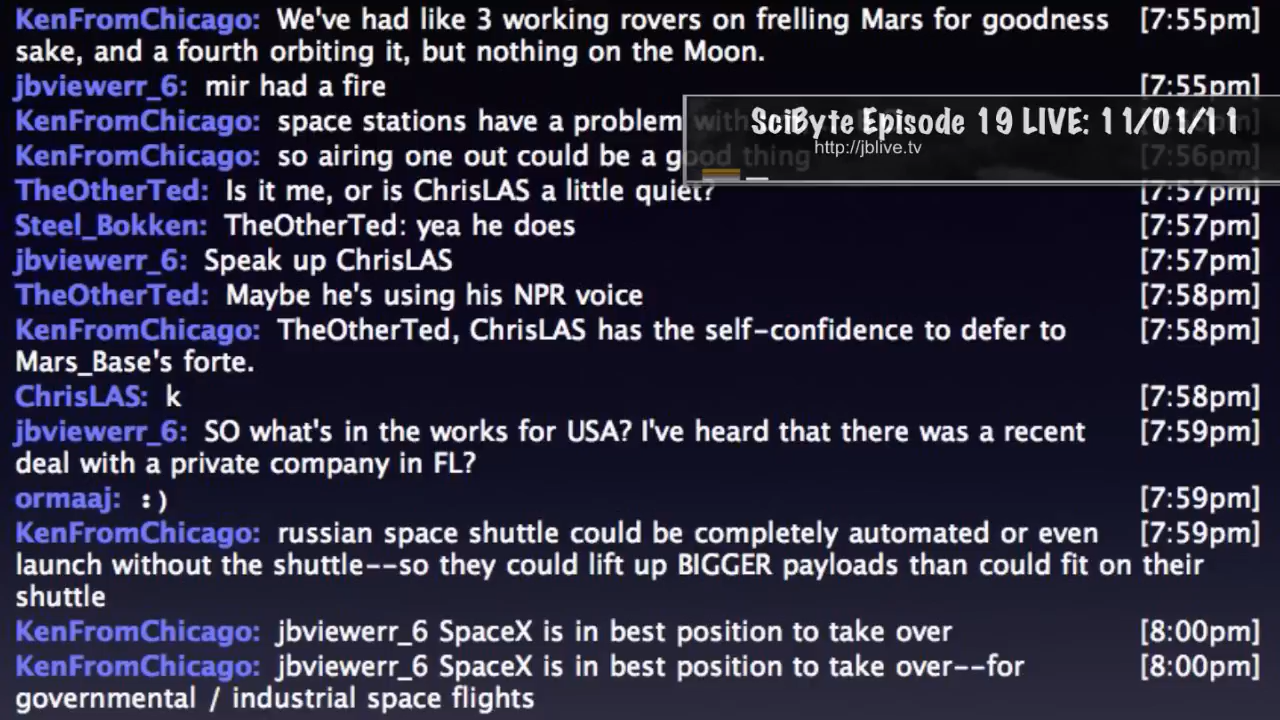 KenFromChicago: We've had like 3 working rovers on frelling Mars for goodness [7:55pm]
sake, and a fourth orbiting it, but nothing on the Moon.
jbviewerr_6: mir had a fire [7:55pm]
KenFromChicago: space stations have a problem with
SciByte Episode 19 LIVE: 11/01/11
http://jblive.tv
KenFromChicago: so airing one out could be a good thing [7:56pm]
TheOtherTed: Is it me, or is ChrisLAS a little quiet? [7:57pm]
Steel_Bokken: TheOtherTed: yea he does [7:57pm]
jbviewerr_6: Speak up ChrisLAS [7:57pm]
TheOtherTed: Maybe he's using his NPR voice [7:58pm]
KenFromChicago: TheOtherTed, ChrisLAS has the self-confidence to defer to [7:58pm]
Mars_Base's forte.
ChrisLAS: k [7:58pm]
jbviewerr_6: SO what's in the works for USA? I've heard that there was a recent [7:59pm]
deal with a private company in FL?
ormaaj: :) [7:59pm]
KenFromChicago: russian space shuttle could be completely automated or even [7:59pm]
launch without the shuttle--so they could lift up BIGGER payloads than could fit on their
shuttle
KenFromChicago: jbviewerr_6 SpaceX is in best position to take over [8:00pm]
KenFromChicago: jbviewerr_6 SpaceX is in best position to take over--for [8:00pm]
governmental / industrial space flights